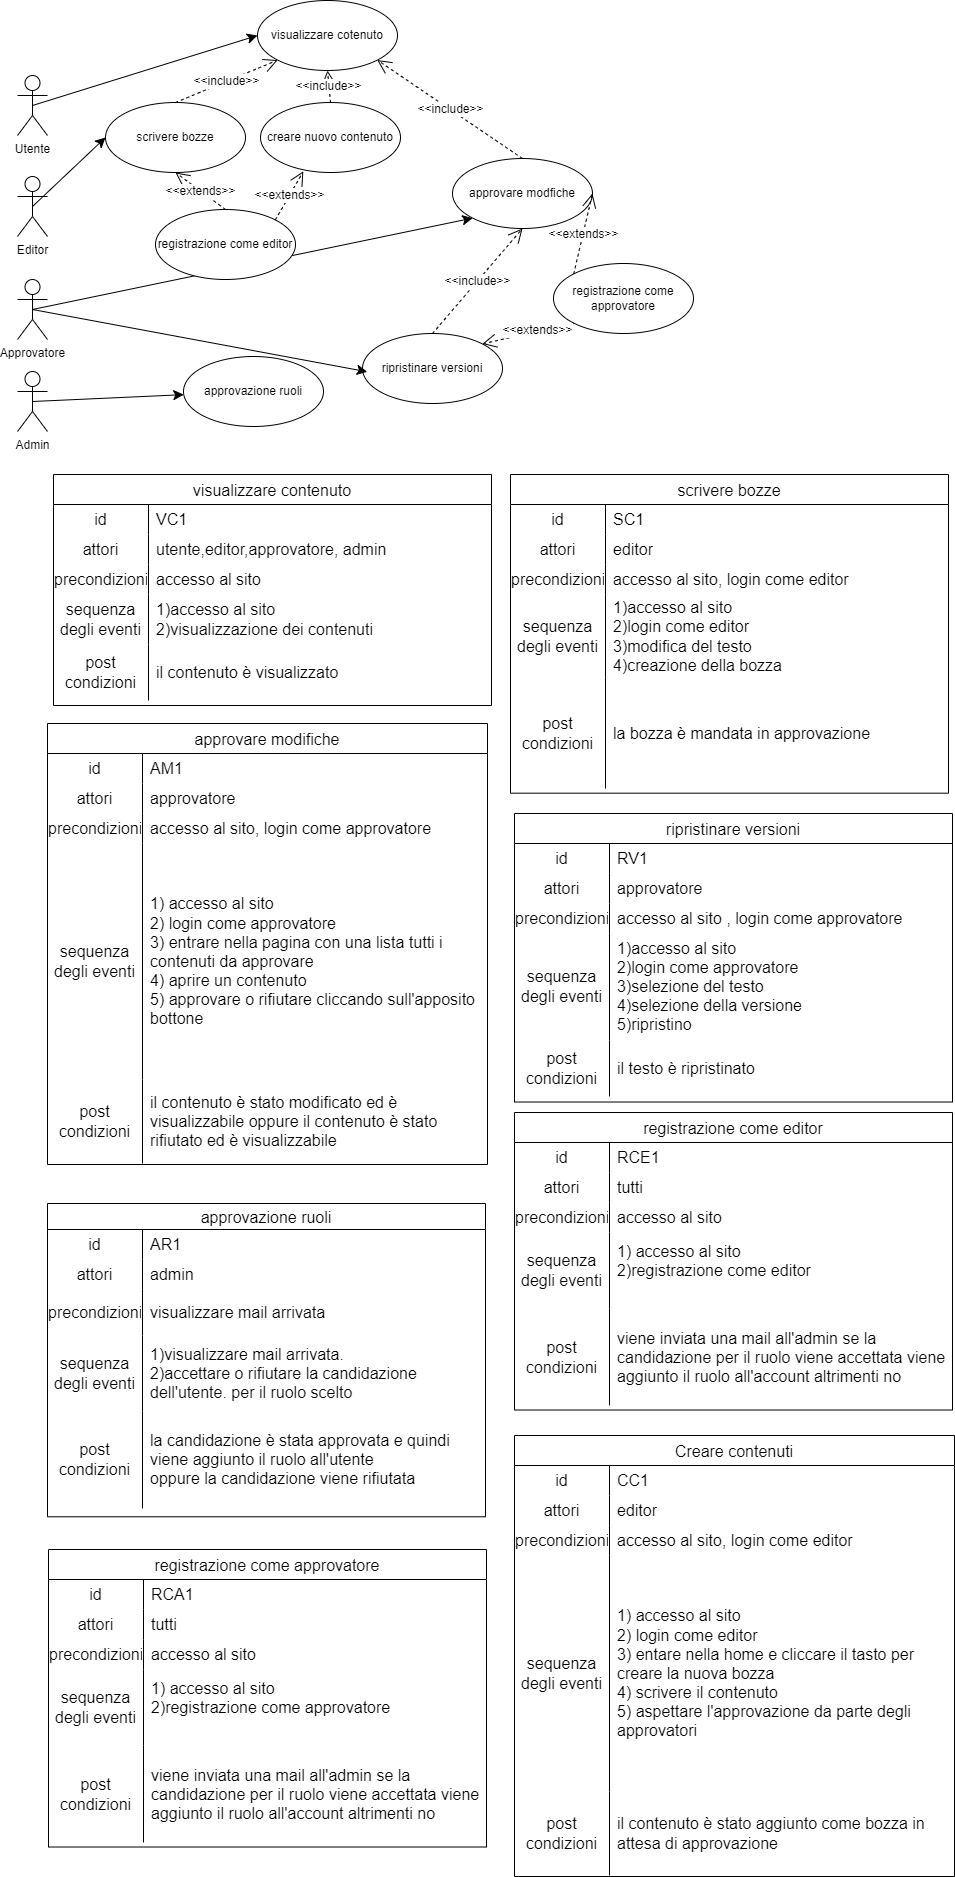 visualizzare cotenuto
<<include>>
<<include>>
<<include>>
Utente
scrivere bozze
creare nuovo contenuto
<<extends>>
<<extends>>
approvare modfiche
Editor
registrazione come editor
<<extends>>
<<include>>
registrazione come
approvatore
Approvatore
<<extends>>
ripristinare versioni
approvazione ruoli
Admin
visualizzare contenuto
id
VC1
attori
utente,editor,approvatore, admin
precondizioni
accesso al sito
sequenza
degli eventi
1)accesso al sito
2)visualizzazione dei contenuti
post
condizioni
il contenuto è visualizzato
scrivere bozze
id
SC1
attori
editor
precondizioni
accesso al sito, login come editor
sequenza
degli eventi
1)accesso al sito
2)login come editor
3)modifica del testo
4)creazione della bozza
post
condizioni
la bozza è mandata in approvazione
approvare modifiche
id
AM1
attori
approvatore
precondizioni
accesso al sito, login come approvatore
sequenza
degli eventi
1) accesso al sito
2) login come approvatore
3) entrare nella pagina con una lista tutti i
contenuti da approvare
4) aprire un contenuto
5) approvare o rifiutare cliccando sull'apposito
bottone
post
condizioni
il contenuto è stato modificato ed è
visualizzabile oppure il contenuto è stato
rifiutato ed è visualizzabile
ripristinare versioni
id
RV1
attori
approvatore
precondizioni
accesso al sito , login come approvatore
sequenza
degli eventi
1)accesso al sito
2)login come approvatore
3)selezione del testo
4)selezione della versione
5)ripristino
post
condizioni
il testo è ripristinato
registrazione come editor
id
RCE1
attori
tutti
precondizioni
accesso al sito
sequenza
degli eventi
1) accesso al sito
2)registrazione come editor
post
condizioni
viene inviata una mail all'admin se la
candidazione per il ruolo viene accettata viene
aggiunto il ruolo all'account altrimenti no
approvazione ruoli
id
AR1
attori
admin
precondizioni
visualizzare mail arrivata
sequenza
degli eventi
1)visualizzare mail arrivata.
2)accettare o rifiutare la candidazione
dell'utente. per il ruolo scelto
post
condizioni
la candidazione è stata approvata e quindi
viene aggiunto il ruolo all'utente
oppure la candidazione viene rifiutata
Creare contenuti
id
CC1
attori
editor
precondizioni
accesso al sito, login come editor
sequenza
degli eventi
1) accesso al sito
2) login come editor
3) entare nella home e cliccare il tasto per
creare la nuova bozza
4) scrivere il contenuto
5) aspettare l'approvazione da parte degli
approvatori
post
condizioni
il contenuto è stato aggiunto come bozza in
attesa di approvazione
registrazione come approvatore
id
RCA1
attori
tutti
precondizioni
accesso al sito
sequenza
degli eventi
1) accesso al sito
2)registrazione come approvatore
post
condizioni
viene inviata una mail all'admin se la
candidazione per il ruolo viene accettata viene
aggiunto il ruolo all'account altrimenti no